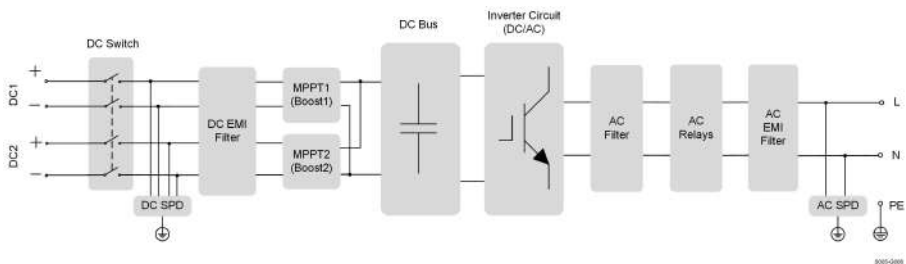 Inverter Circuit
(DC/AC)
DC Bus
DC Switch
+
DC1
−
+
DC2
−
DC SPD
DC EMI
Filter
MPPT1
(Boost1)
MPPT2
(Boost2)
AC
Filter
AC
Relays
AC
EMI
Filter
AC SPD
L
N
PE